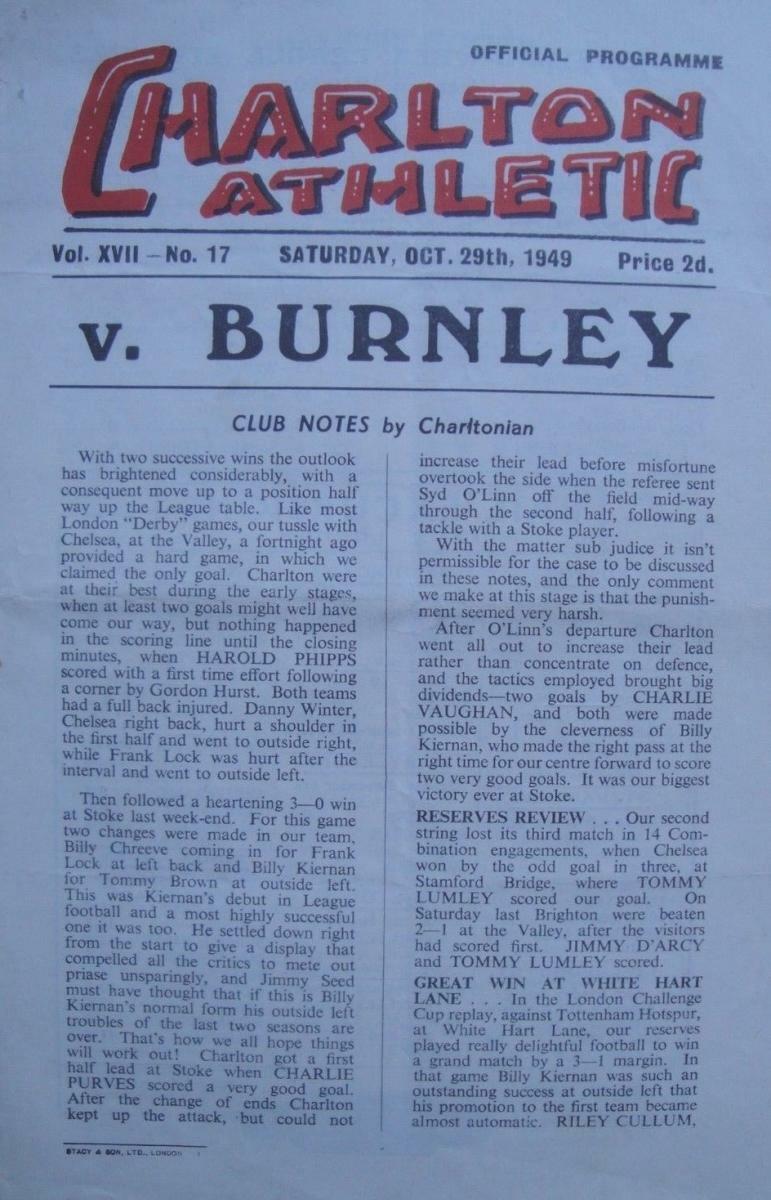 OFFICIAL PROGRAMME
CHARLTON
ATHLETIC
Vol. XVII — No. 17 SATURDAY, OCT. 29th, 1949 Price 2d.
v. BURNLEY
CLUB NOTES by Charltonian
With two successive wins the outlook
has brightened considerably, with a
consequent move up to a position half
way up the League table. Like most
London "Derby" games, our tussle with
Chelsea, at the Valley, a fortnight ago
provided a hard game, in which we
claimed the only goal. Charlton were
at their best during the early stages,
when at least two goals might well have
come our way, but nothing happened
in the scoring line until the closing
minutes, when HAROLD PHIPPS
scored with a first time effort following
a corner by Gordon Hurst. Both teams
had a full back injured. Danny Winter,
Chelsea right back, hurt a shoulder in
the first half and went to outside right,
while Frank Lock was hurt after the
interval and went to outside left.
Then followed a heartening 3—0 win
at Stoke last week-end. For this game
two changes were made in our team,
Billy Chreeve coming in for Frank
Lock at left back and Billy Kiernan
for Tommy Brown at outside left.
This was Kiernan's debut in League
football and a most highly successful
one it was too. He settled down right
from the start to give a display that
compelled all the critics to mete out
priase unsparingly, and Jimmy Seed
must have thought that if this is Billy
Kiernan's normal form his outside left
troubles of the last two seasons are
over. That's how we all hope things
will work out! Charlton got a first
half lead at Stoke when CHARLIE
PURVES scored a very good goal.
After the change of ends Charlton
kept up the attack, but could not
increase their lead before misfortune
overtook the side when the referee sent
Syd O'Linn off the field mid-way
through the second half, following a
tackle with a Stoke player.
With the matter sub judice it isn't
permissible for the case to be discussed
in these notes, and the only comment
we make at this stage is that the punish-
ment seemed very harsh.
After O'Linn's departure Charlton
went all out to increase their lead
rather than concentrate on defence,
and the tactics employed brought big
dividends—two goals by CHARLIE
VAUGHAN, and both were made
possible by the cleverness of Billy
Kiernan, who made the right pass at the
right time for our centre forward to score
two very good goals. It was our biggest
victory ever at Stoke.
RESERVES REVIEW . . . Our second
string lost its third match in 14 Com-
bination engagements, when Chelsea
won by the odd goal in three, at
Stamford Bridge, where TOMMY
LUMLEY scored our goal. On
Saturday last Brighton were beaten
2—1 at the Valley, after the visitors
had scored first. JIMMY D'ARCY
and TOMMY LUMLEY scored.
GREAT WIN AT WHITE HART
LANE . . . In the London Challenge
Cup replay, against Tottenham Hotspur,
at White Hart Lane, our reserves
played really delightful football to win
a grand match by a 3—1 margin. In
that game Billy Kiernan was such an
outstanding success at outside left that
his promotion to the first team became
almost automatic. RILEY CULLUM,
STACY & SON, LTD., LONDON